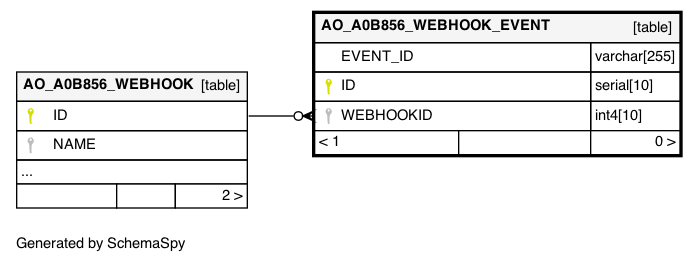 AO_A0B856_WEBHOOK_EVENT [table]
EVENT_ID varchar[255]
ID serial[10]
WEBHOOKID int4[10]
< 1 0 >
AO_A0B856_WEBHOOK [table]
ID
NAME
...
2 >
Generated by SchemaSpy